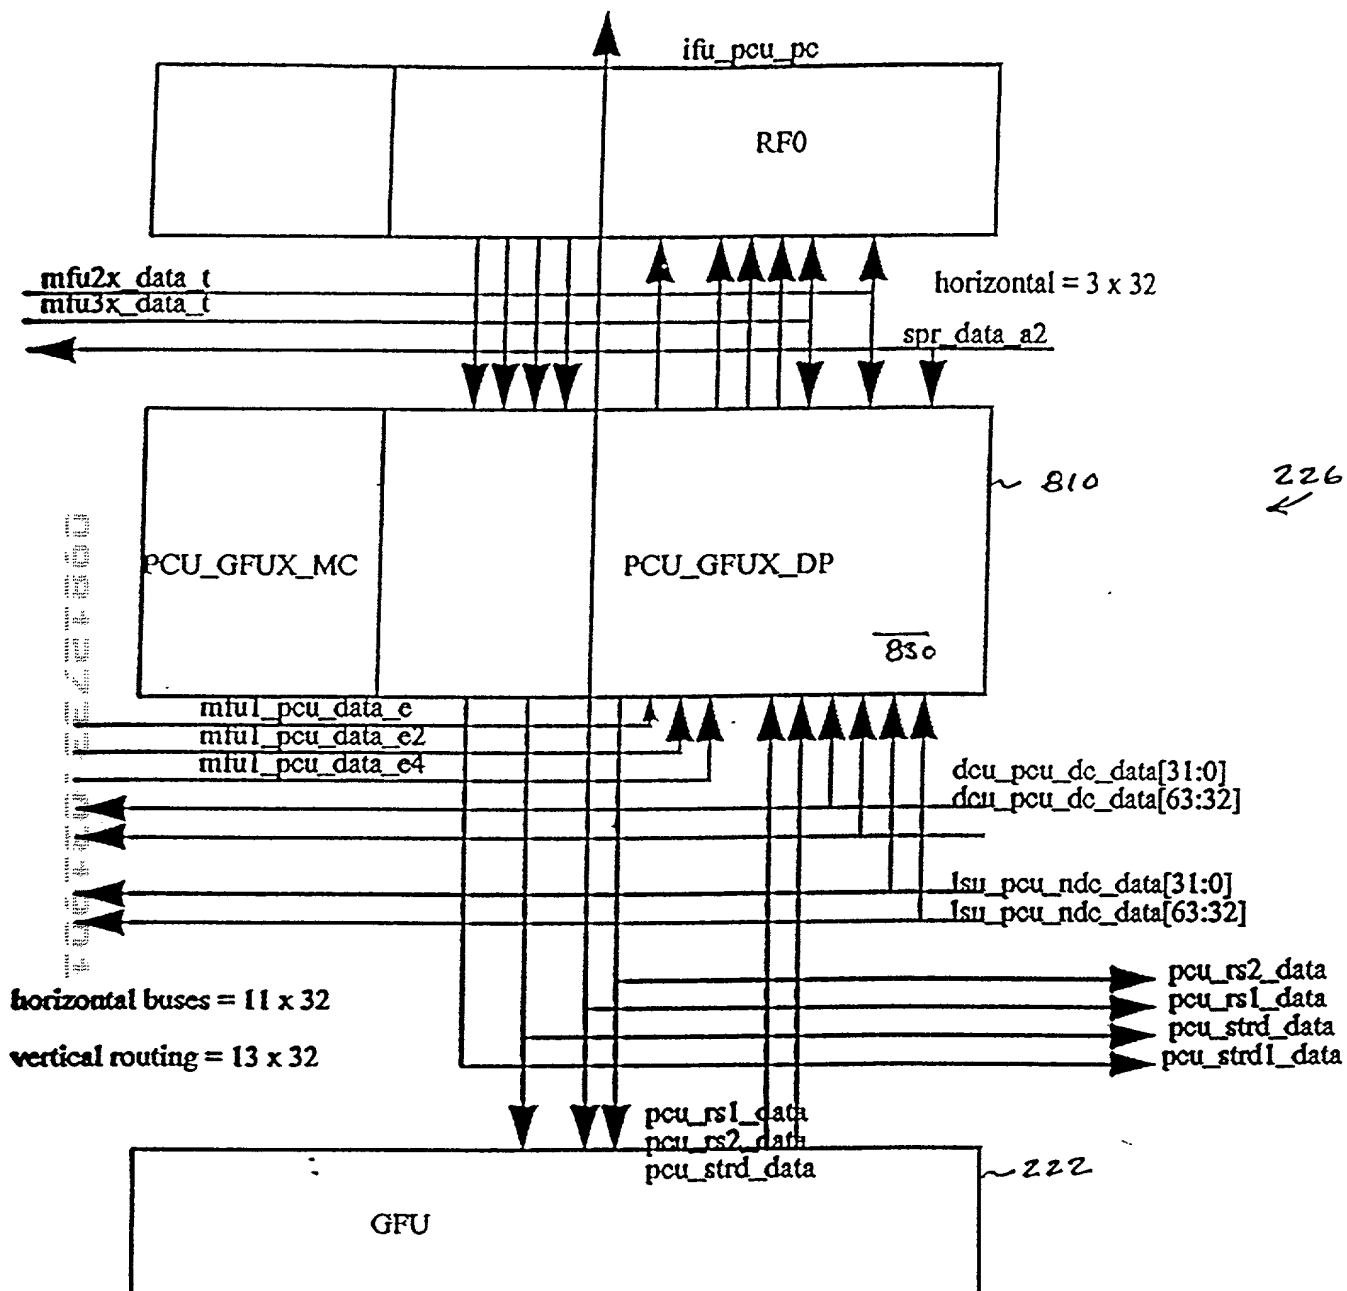 ifu_pcu_pc
RF0
mfu2x_data_t
mfu3x_data_t
horizontal = 3 x 32
spr_data_a2
810
226
PCU_GFUX_MC
PCU_GFUX_DP
830
mfu1_pcu_data_e
mfu1_pcu_data_e2
mfu1_pcu_data_e4
dcu_pcu_dc_data[31:0]
dcu_pcu_dc_data[63:32]
lsu_pcu_ndc_data[31:0]
lsu_pcu_ndc_data[63:32]
pcu_rs2_data
pcu_rs1_data
pcu_strd_data
pcu_strd1_data
horizontal buses = 11 x 32
vertical routing = 13 x 32
pcu_rs1_data
pcu_rs2_data
pcu_strd_data
222
GFU